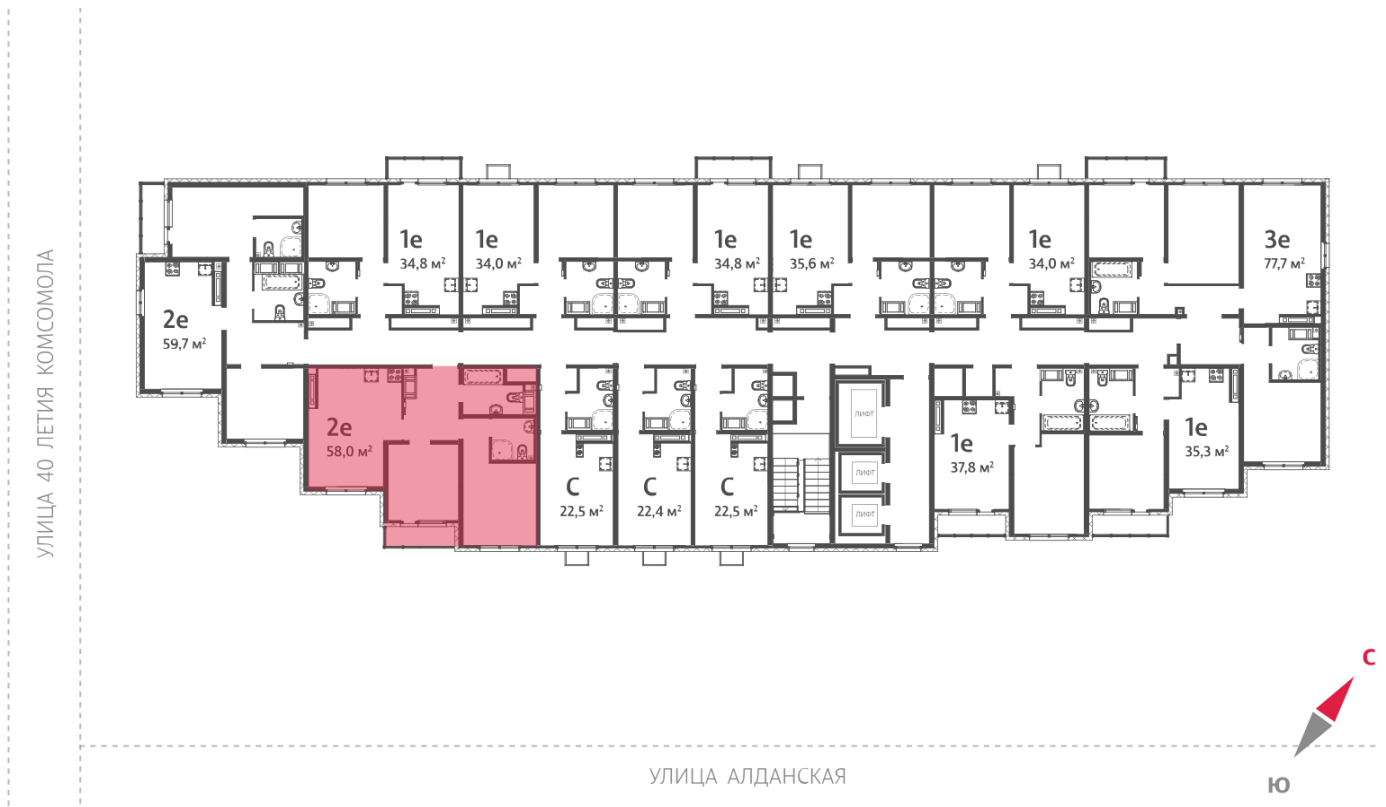 УЛИЦА 40 ЛЕТИЯ КОМСОМОЛА
1е
34,8 м²
1е
34,0 м²
1е
34,8 м²
1е
35,6 м²
1е
34,0 м²
3е
77,7 м²
2е
59,7 м²
2е
58,0 м²
С
22,5 м²
С
22,4 м²
С
22,5 м²
ЛИФТ
ЛИФТ
ЛИФТ
1е
37,8 м²
1е
35,3 м²
С
Ю
УЛИЦА АЛДАНСКАЯ